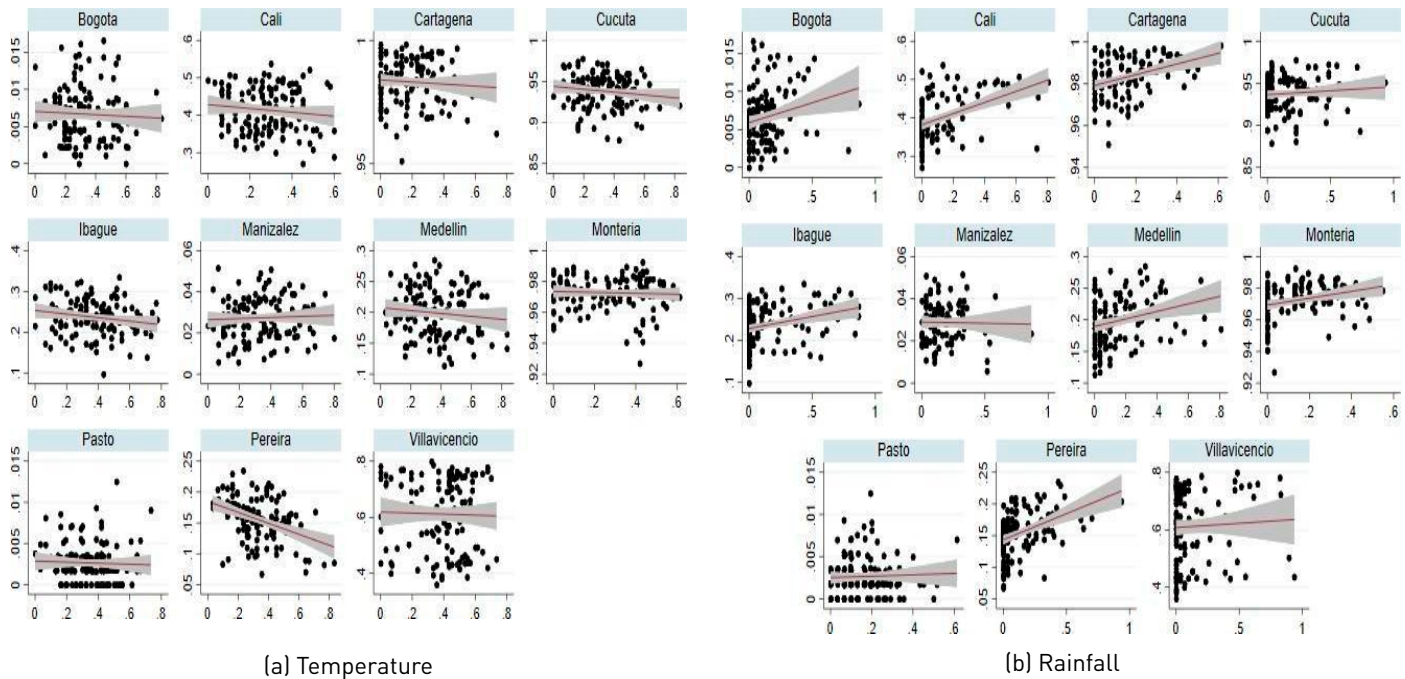 Bogota Cali Cartagena Cucuta Bogota Cali Cartagena Cucuta
0 .005 .01 .015 .3 .4 .5 .6 .95 1 .85 .9 .95 1 0 .005 .01 .015 .3 .4 .5 .6 .94 .96 .98 1 .85 .9 .95 1
0 .2 .4 .6 .8 0 .2 .4 .6 0 .2 .4 .6 .8 0 .2 .4 .6 .8 0 .5 1 0 .2 .4 .6 .8 0 .2 .4 .6 0 .5 1
Ibague Manizalez Medellin Monteria Ibague Manizalez Medellin Monteria
.1 .2 .3 .4 0 .02 .04 .06 .1 .15 .2 .25 .3 .92 .94 .96 .98 1 .1 .2 .3 .4 0 .02 .04 .06 .1 .15 .2 .25 .3 .92 .94 .96 .98 1
0 .2 .4 .6 .8 0 .2 .4 .6 .8 0 .2 .4 .6 .8 0 .2 .4 .6 0 .5 1 0 .5 1 0 .2 .4 .6 .8 0 .2 .4 .6
Pasto Pereira Villavicencio Pasto Pereira Villavicencio
0 .005 .01 .015 .05 .1 .15 .2 .25 .4 .6 .8 0 .005 .01 .015 .05 .1 .15 .2 .25 .4 .6 .8
0 .2 .4 .6 .8 0 .2 .4 .6 .8 0 .2 .4 .6 .8 0 .2 .4 .6 0 .5 1 0 .5 1
(a) Temperature (b) Rainfall